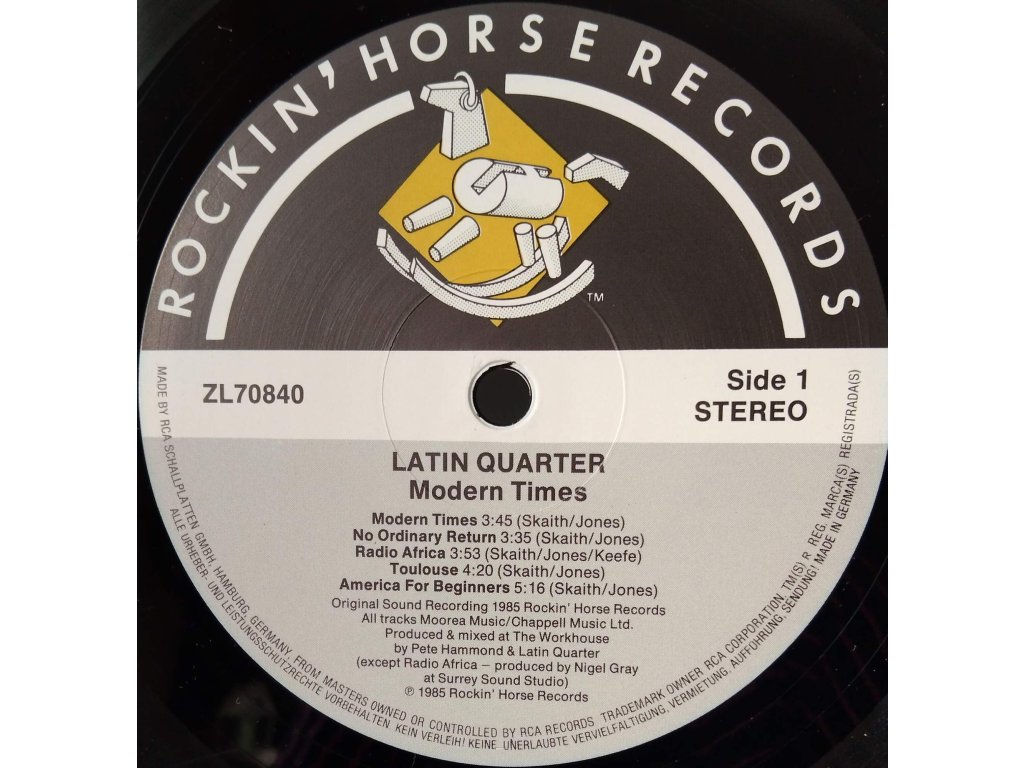 ROCKIN' HORSE RECORDS
TM
ZL70840
Side 1
STEREO
LATIN QUARTER
Modern Times
Modern Times 3:45 (Skaith/Jones)
No Ordinary Return 3:35 (Skaith/Jones)
Radio Africa 3:53 (Skaith/Jones/Keefe)
Toulouse 4:20 (Skaith/Jones)
America For Beginners 5:16 (Skaith/Jones)
Original Sound Recording 1985 Rockin' Horse Records
All tracks Moorea Music/Chappell Music Ltd.
Produced & mixed at The Workhouse
by Pete Hammond & Latin Quarter
(except Radio Africa – produced by Nigel Gray
at Surrey Sound Studio)
℗ 1985 Rockin' Horse Records
MADE BY RCA SCHALLPLATTEN GMBH, HAMBURG, GERMANY, FROM MASTERS OWNED OR CONTROLLED BY RCA RECORDS TRADEMARK OWNER RCA CORPORATION, TM(S) R REG. MARCA(S) REGISTRADA(S)
ALLE URHEBER- UND LEISTUNGSSCHUTZRECHTE VORBEHALTEN KEIN VERLEIH! KEINE UNERLAUBTE VERVIELFALTIGUNG, VERMIETUNG, AUFFÜHRUNG, SENDUNG! MADE IN GERMANY